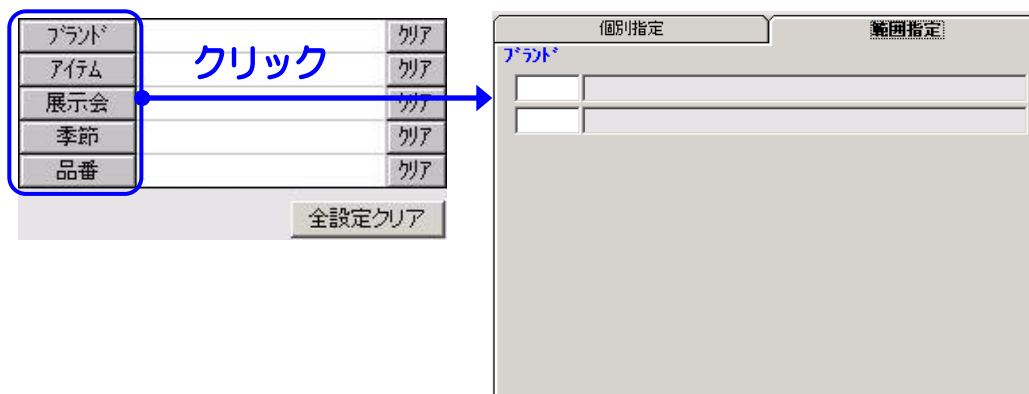 ﾌﾞﾗﾝﾄﾞ ｸﾘｱ
ｱｲﾃﾑ ｸﾘｱ
クリック
展示会 ｸﾘｱ
季節 ｸﾘｱ
品番 ｸﾘｱ
全設定クリア
個別指定 範囲指定
ﾌﾞﾗﾝﾄﾞ